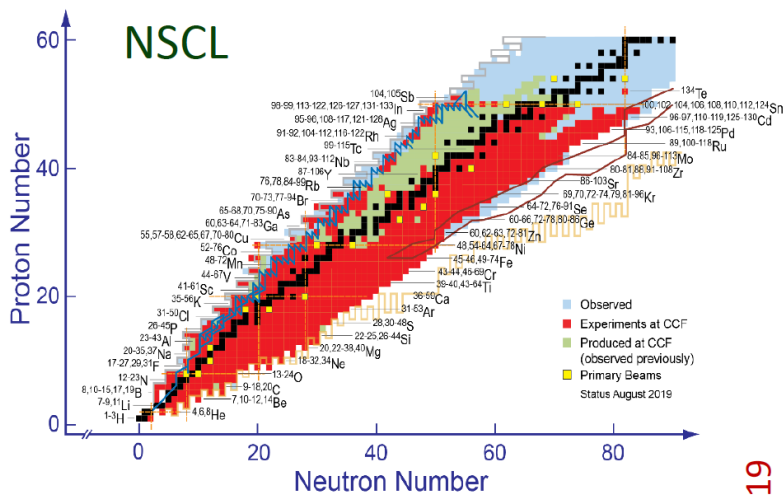 NSCL
60
40
20
0
Proton Number
0
20
40
60
80
Neutron Number
104,105Sb
98-99,113-122,126-127,131-133In
95-96,108-117,121-128Ag
91-92,104-112,116-122Rh
99-115Tc
83-84,93-112Nb
87-106Y
76,78,84-99Rb
70-73,77-94Br
65-68,70,75-90As
60,63-64,71-83Ga
55,57-58,62-65,67,70-80Cu
52-76Co
48-72Mn
44-67V
41-61Sc
35-56K
31-50Cl
26-45P
23-43Al
20-35,37Na
17-27,29,31F
12-23N
8,10-15,17,19B
7-9,11Li
1-3H
134Te
100,102,104,106,108,110,112,124Sn
96-97,110-119,125-130Cd
93,106-115,118-125Pd
89,100-118Ru
84-85,96-113Mo
80-81,88,91-108Zr
86-103Sr
69,70,72-74,79,81-96Kr
64-72,76-91Se
60-66,72-78,80-86Ge
60,62-63,72-81Zn
48,54-64,67-78Ni
45-46,49-74Fe
43-44,46-69Cr
39-40,43-64Ti
36-59Ca
31-53Ar
28,30-48S
22-25,26-44Si
20,22-38,40Mg
18-32,34Ne
13-24O
9-18,20C
7,10-12,14Be
4,6,8He
Observed
Experiments at CCF
Produced at CCF
(observed previously)
Primary Beams
Status August 2019
19